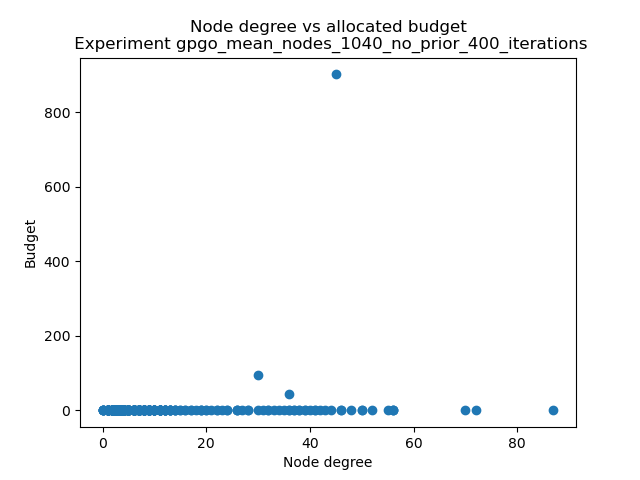 Node degree vs allocated budget
Experiment gpgo_mean_nodes_1040_no_prior_400_iterations
800
600
400
200
0
Budget
0 20 40 60 80
Node degree